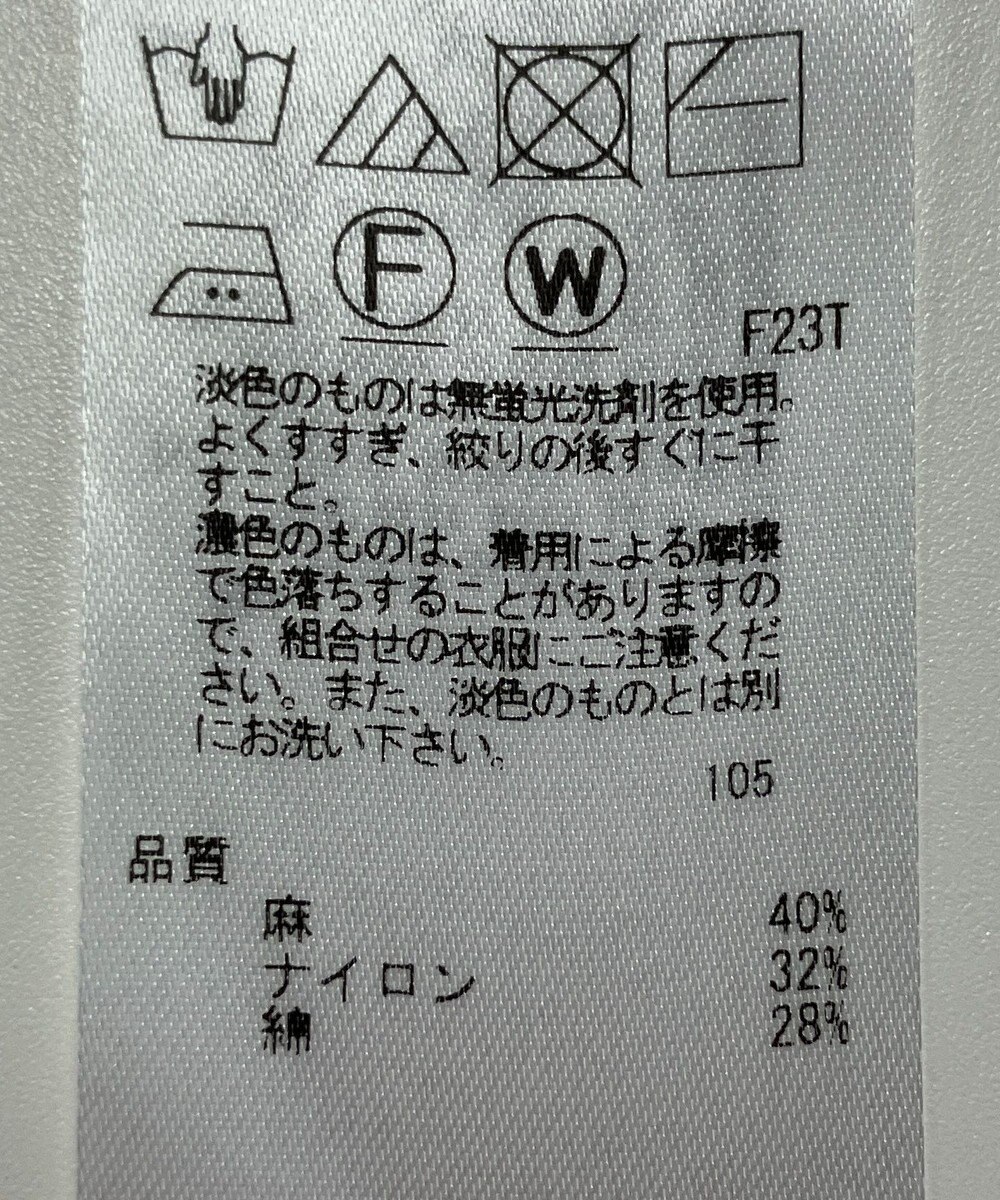 F W
F23T
淡色のものは無蛍光洗剤を使用。
よくすすぎ、絞りの後すぐに干
すこと。
濃色のものは、着用による摩擦
で色落ちすることがありますの
で、組合せの衣服にご注意くだ
さい。また、淡色のものとは別
にお洗い下さい。
105
品質
麻 40%
ナイロン 32%
綿 28%